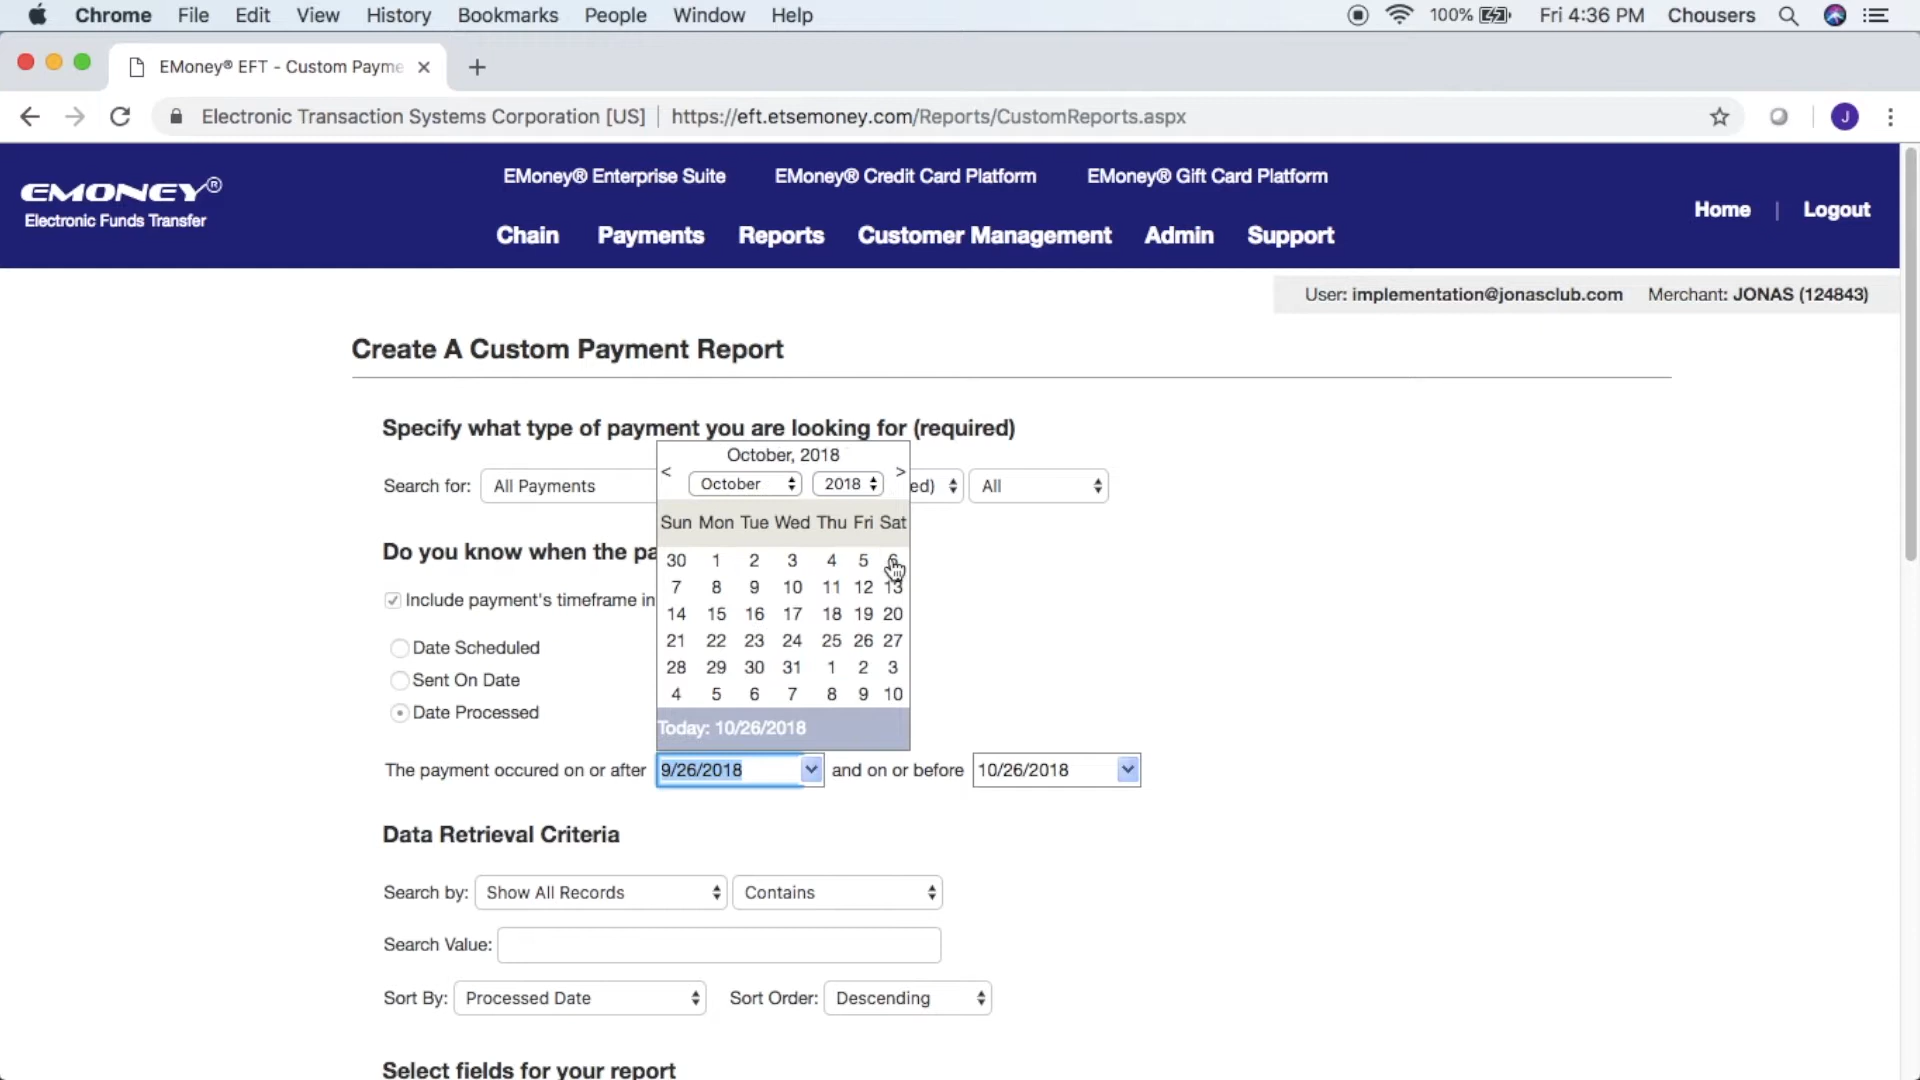 Chrome File Edit View History Bookmarks People Window Help 100% Fri 4:36 PM Chousers
EMoney® EFT - Custom Payme
Electronic Transaction Systems Corporation [US] https://eft.etsemoney.com/Reports/CustomReports.aspx J
EMoney® Enterprise Suite EMoney® Credit Card Platform EMoney® Gift Card Platform
EMONEY®
Electronic Funds Transfer
Home | Logout
Chain Payments Reports Customer Management Admin Support
User: implementation@jonasclub.com Merchant: JONAS (124843)
Create A Custom Payment Report
Specify what type of payment you are looking for (required)
October, 2018
< October 2018 >
Search for: All Payments ed) All
Sun Mon Tue Wed Thu Fri Sat
Do you know when the pa
30 1 2 3 4 5 6
7 8 9 10 11 12 13
Include payment's timeframe in
14 15 16 17 18 19 20
21 22 23 24 25 26 27
Date Scheduled
28 29 30 31 1 2 3
Sent On Date
4 5 6 7 8 9 10
Date Processed
Today: 10/26/2018
The payment occured on or after 9/26/2018 and on or before 10/26/2018
Data Retrieval Criteria
Search by: Show All Records Contains
Search Value:
Sort By: Processed Date Sort Order: Descending
Select fields for your report